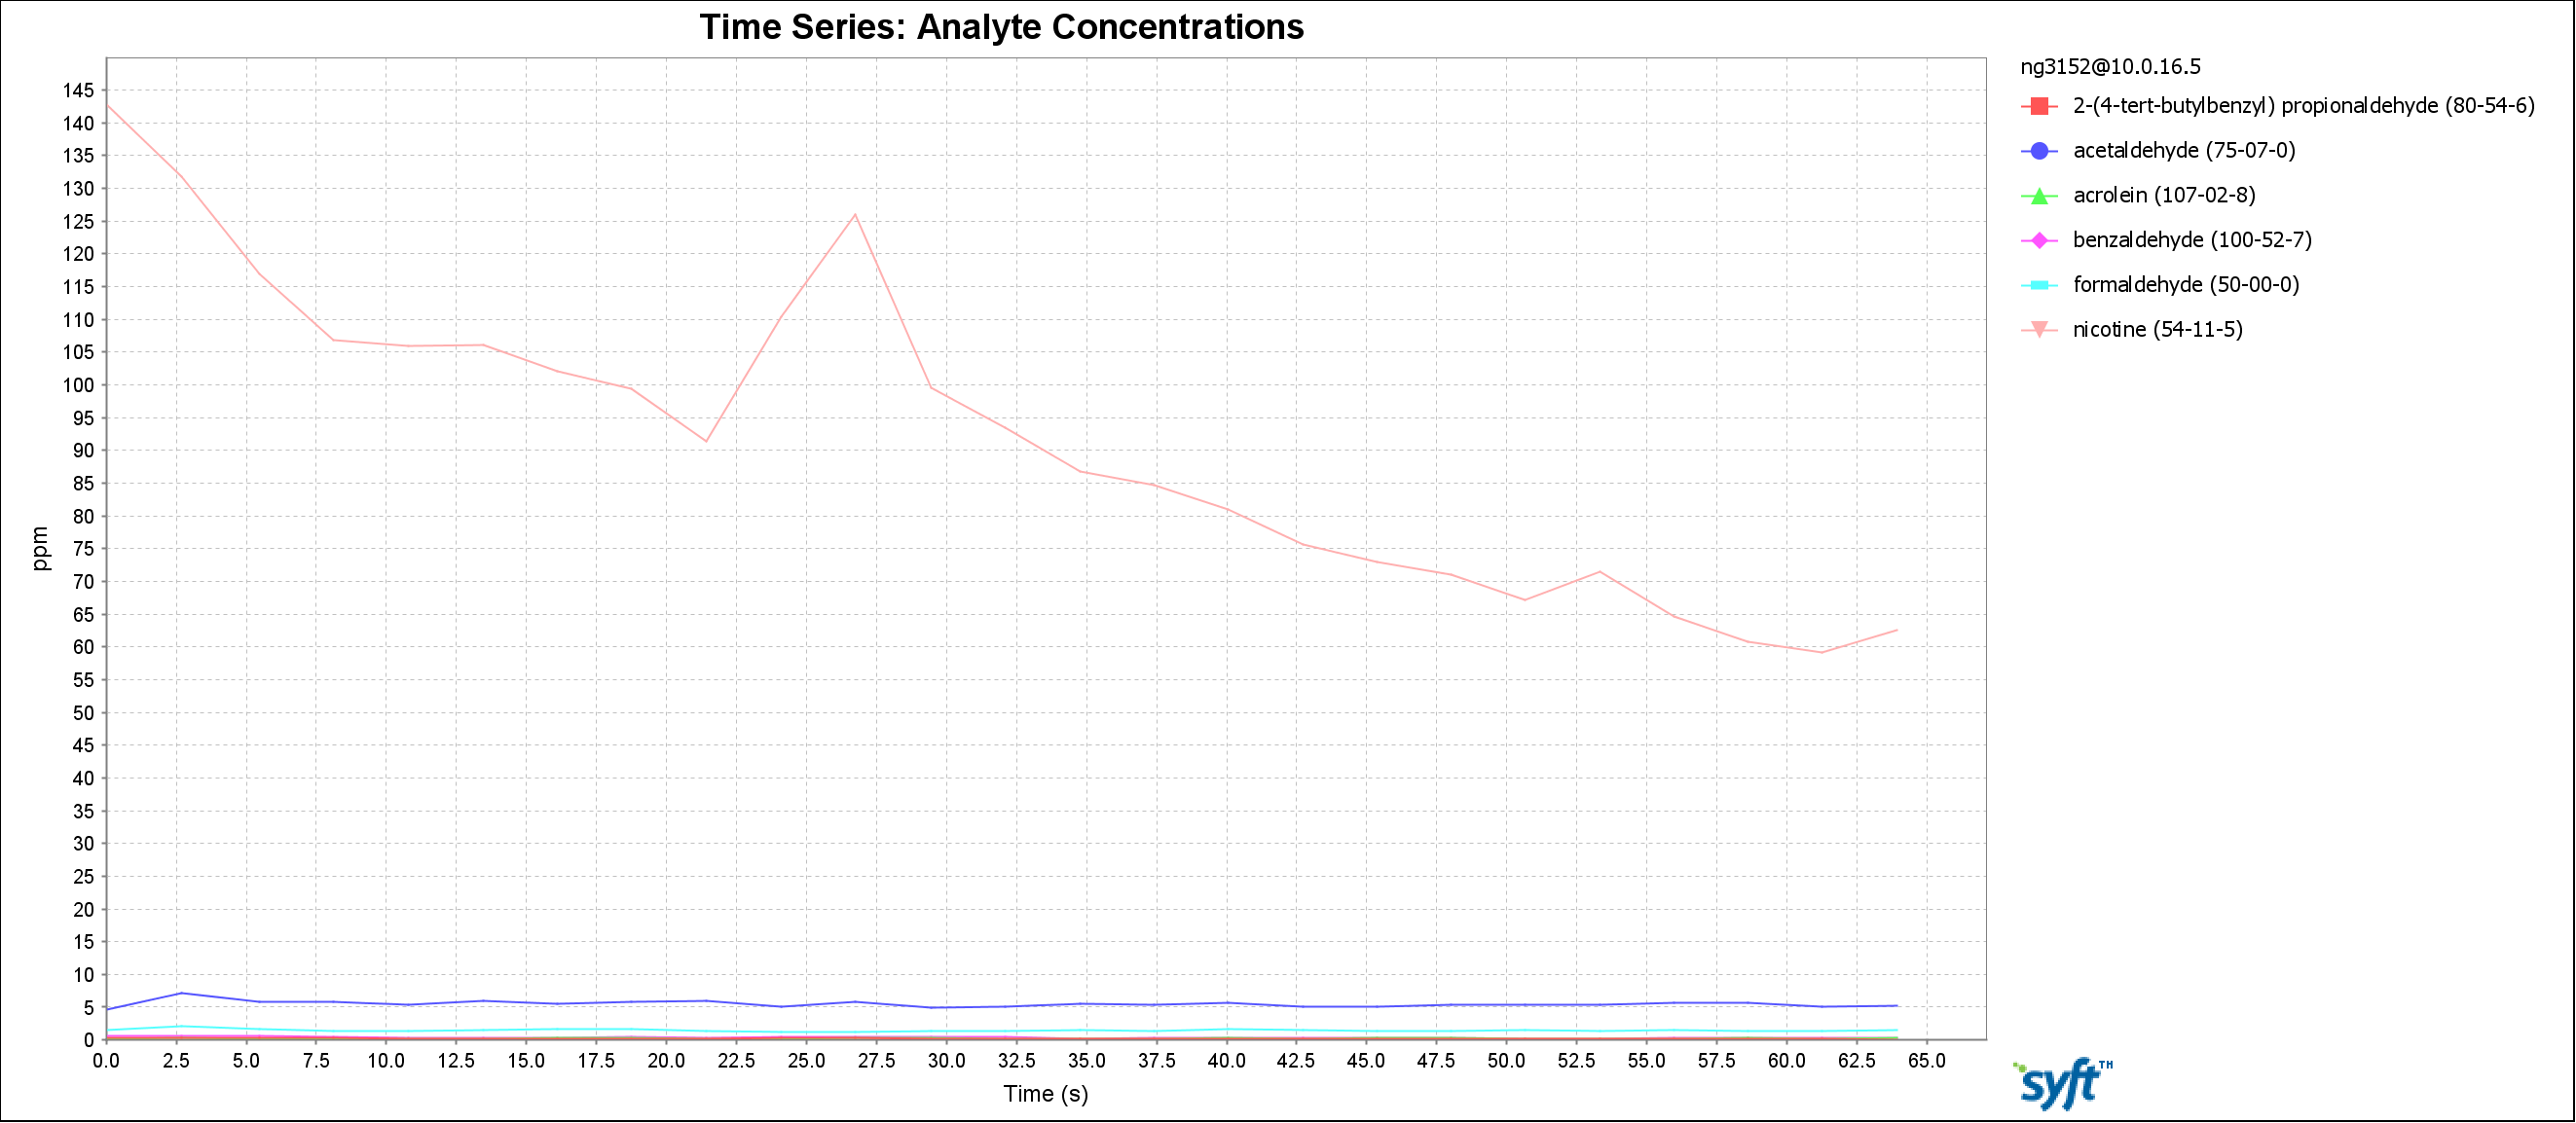 Time Series: Analyte Concentrations
ng3152@10.0.16.5
2-(4-tert-butylbenzyl) propionaldehyde (80-54-6)
acetaldehyde (75-07-0)
acrolein (107-02-8)
benzaldehyde (100-52-7)
formaldehyde (50-00-0)
nicotine (54-11-5)
145
140
135
130
125
120
115
110
105
100
95
90
85
80
75
70
65
60
55
50
45
40
35
30
25
20
15
10
5
0
ppm
0.0 2.5 5.0 7.5 10.0 12.5 15.0 17.5 20.0 22.5 25.0 27.5 30.0 32.5 35.0 37.5 40.0 42.5 45.0 47.5 50.0 52.5 55.0 57.5 60.0 62.5 65.0
Time (s)
syft™